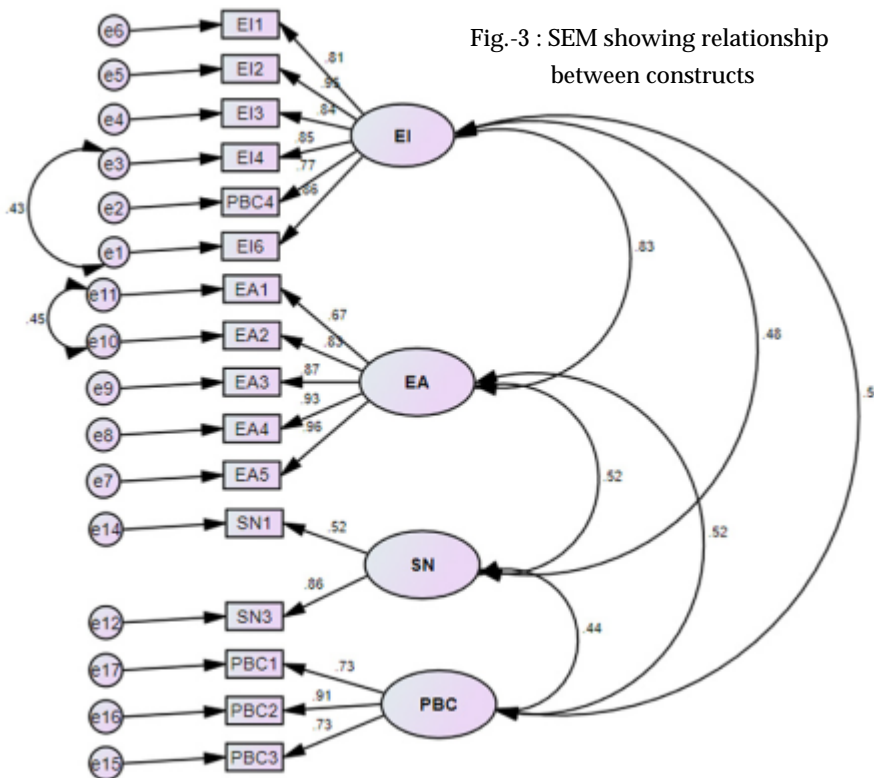 Fig.-3 : SEM showing relationship
between constructs
e6 EI1 .81
e5 EI2 .95
e4 EI3 .84 EI
e3 EI4 .85
.77
e2 PBC4 .86
.43
e1 EI6
.83
e11 EA1 .67
.45
e10 EA2 .83
.48
e9 EA3 .87 EA
e8 EA4 .93
e7 EA5 .96
.52
e14 SN1 .52
SN
.52
e12 SN3 .86
.44
e17 PBC1 .73
e16 PBC2 .91 PBC
e15 PBC3 .73